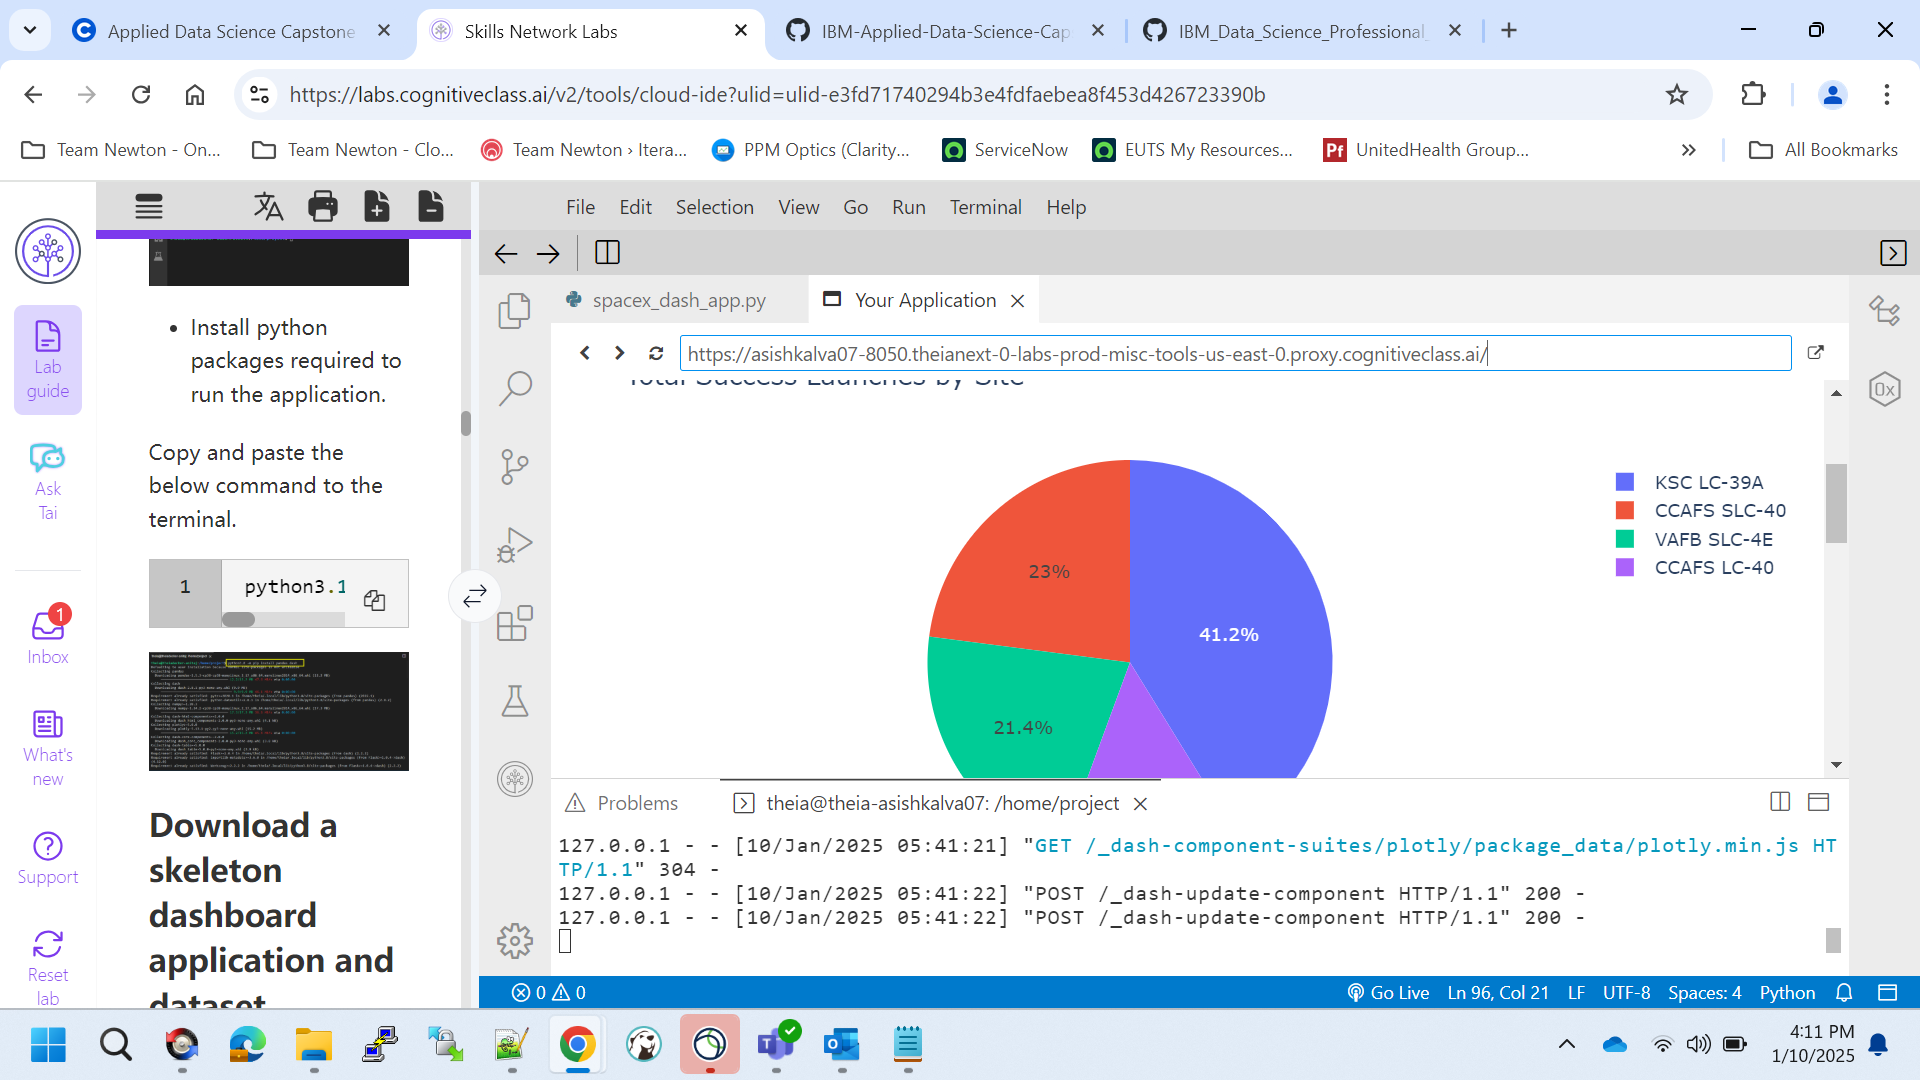 Applied Data Science Capstone
Skills Network Labs
IBM-Applied-Data-Science-Cap
IBM_Data_Science_Professional_
https://labs.cognitiveclass.ai/v2/tools/cloud-ide?ulid=ulid-e3fd71740294b3e4fdfaebea8f453d426723390b
Team Newton - On...
Team Newton - Clo...
Team Newton › Itera...
PPM Optics (Clarity...
ServiceNow
EUTS My Resources...
Pf UnitedHealth Group...
All Bookmarks
File Edit Selection View Go Run Terminal Help
Lab guide
Ask Tai
1
Inbox
What's new
Support
Reset lab
• Install python
packages required to
run the application.
Copy and paste the
below command to the
terminal.
1 python3.1
Download a
skeleton
dashboard
application and
dataset
spacex_dash_app.py
Your Application
https://asishkalva07-8050.theianext-0-labs-prod-misc-tools-us-east-0.proxy.cognitiveclass.ai/
Total Success Launches by Site
KSC LC-39A
CCAFS SLC-40
VAFB SLC-4E
CCAFS LC-40
23%
41.2%
21.4%
0x
Problems
theia@theia-asishkalva07: /home/project
127.0.0.1 - - [10/Jan/2025 05:41:21] "GET /_dash-component-suites/plotly/package_data/plotly.min.js HT
TP/1.1" 304 -
127.0.0.1 - - [10/Jan/2025 05:41:22] "POST /_dash-update-component HTTP/1.1" 200 -
127.0.0.1 - - [10/Jan/2025 05:41:22] "POST /_dash-update-component HTTP/1.1" 200 -
0 0
Go Live Ln 96, Col 21 LF UTF-8 Spaces: 4 Python
4:11 PM
1/10/2025